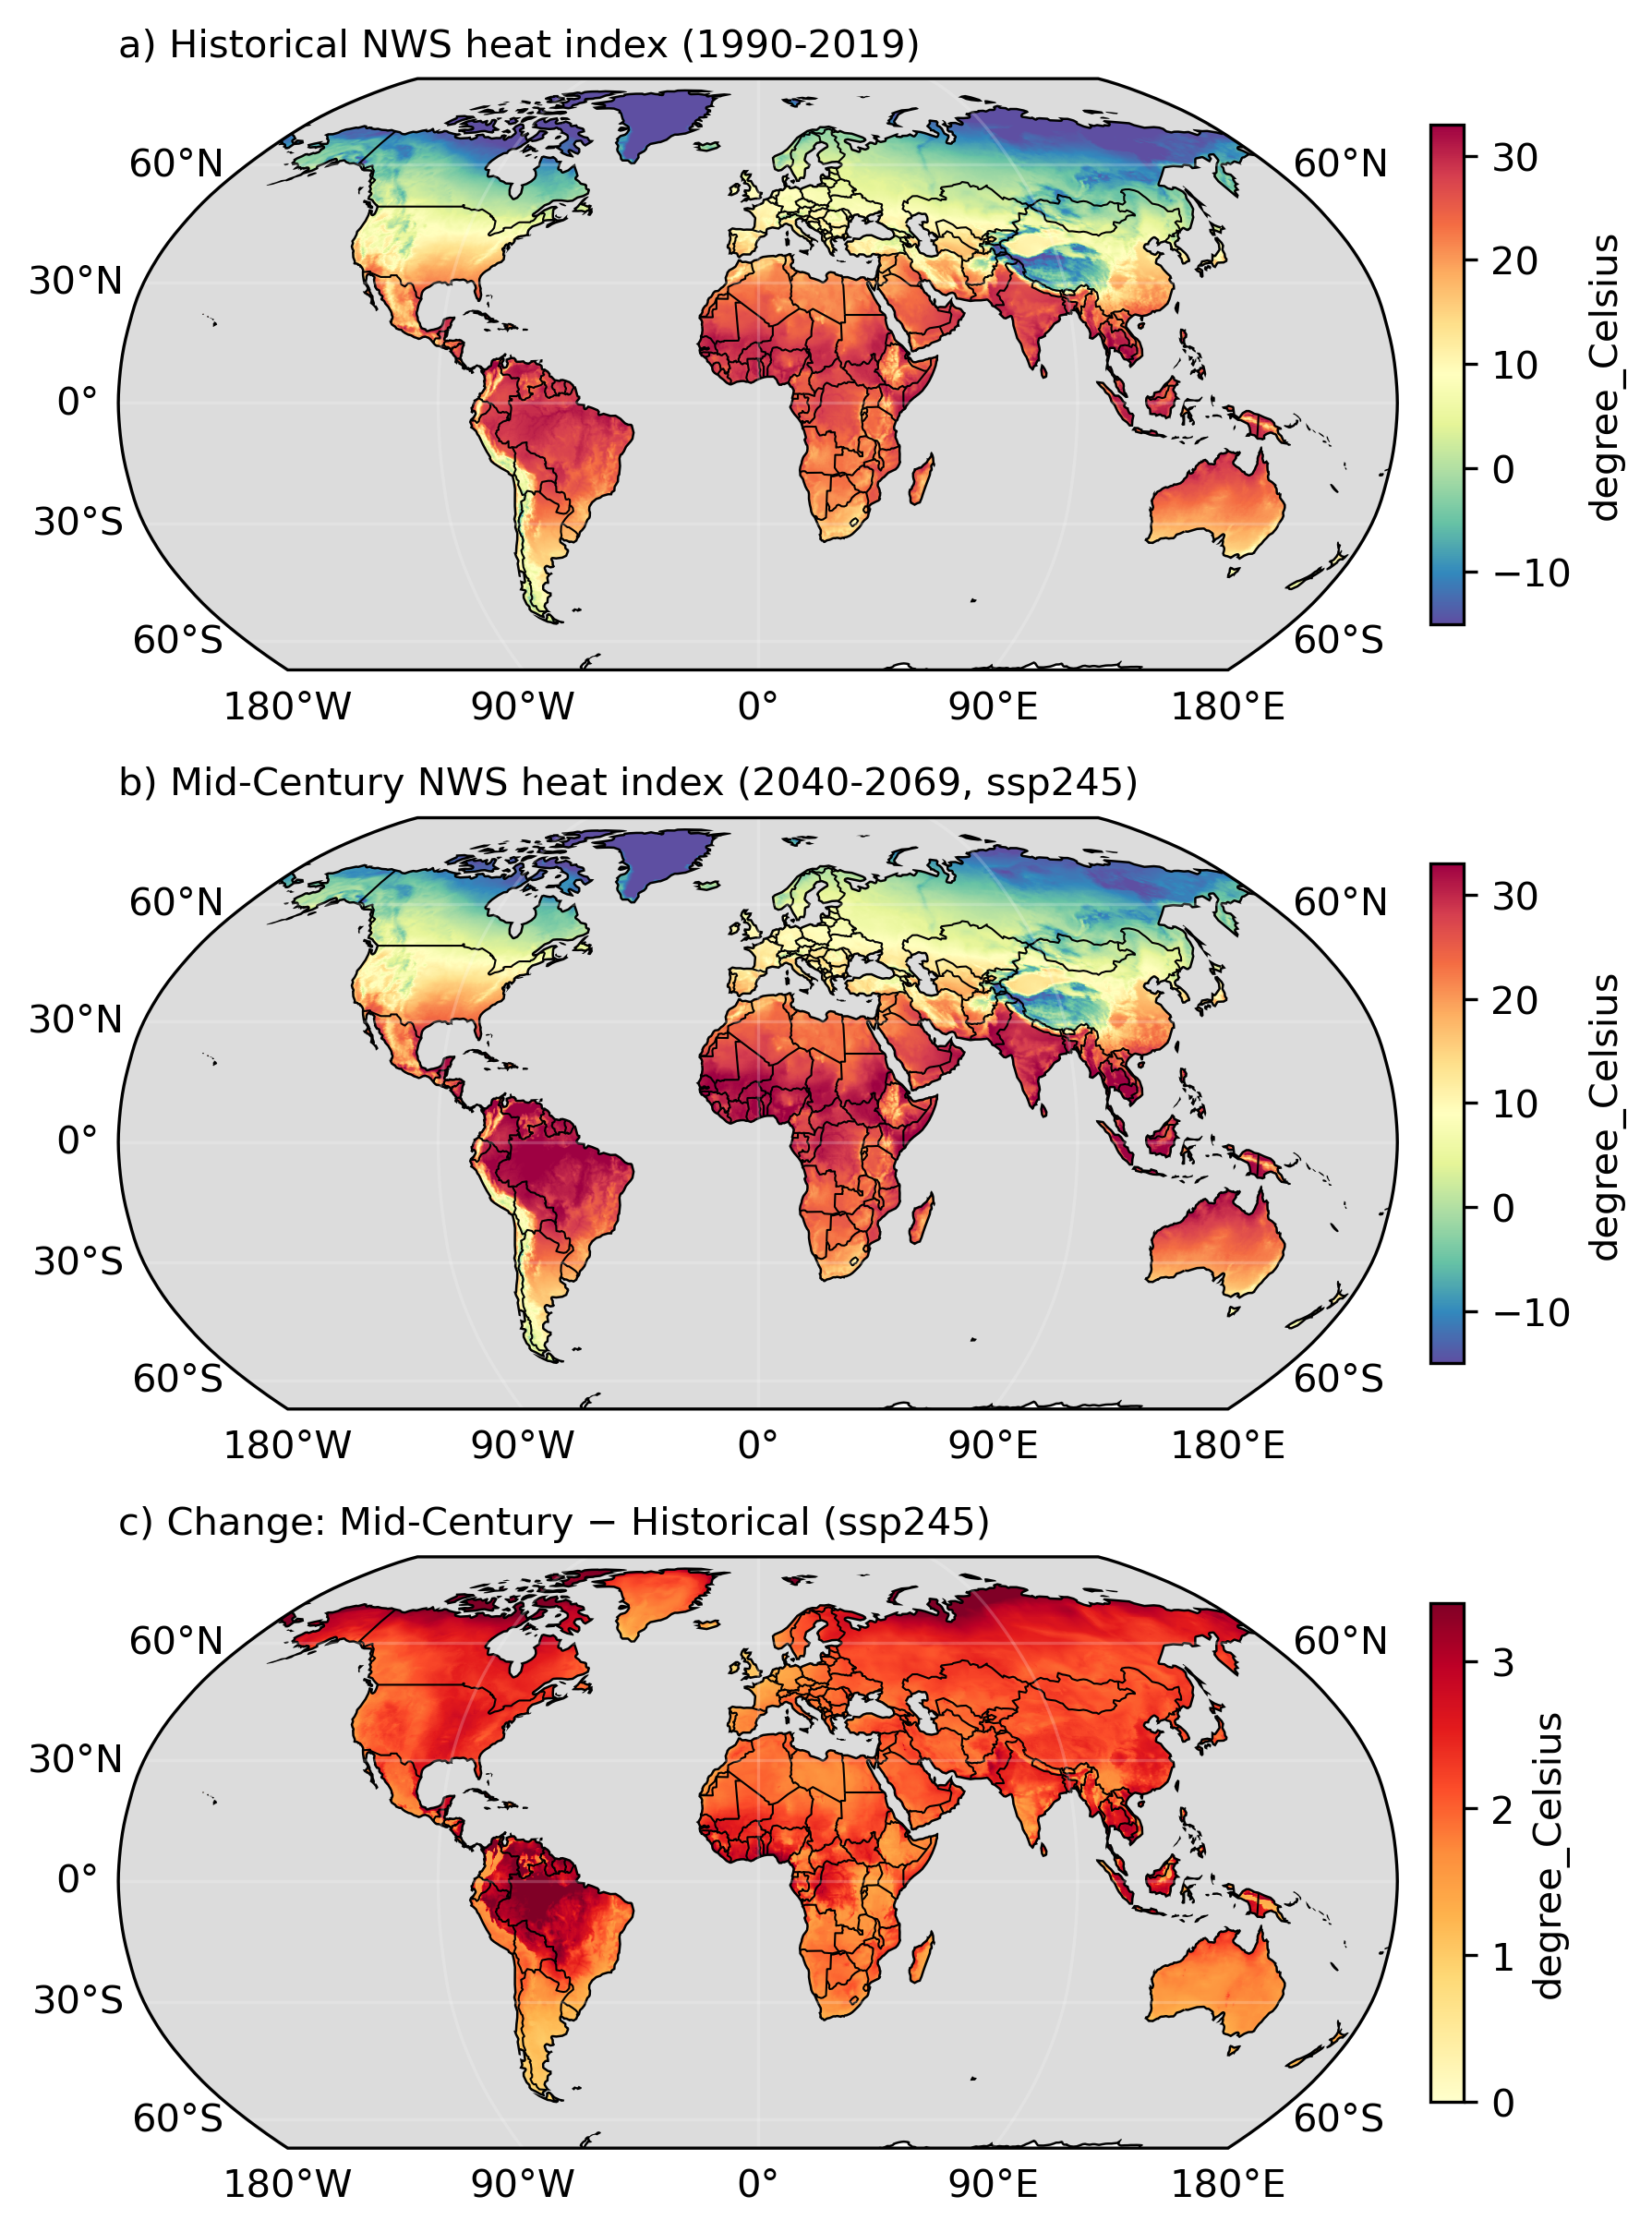 a) Historical NWS heat index (1990-2019)
60°N 60°N
30°N
0°
30°S
60°S 60°S
180°W 90°W 0° 90°E 180°E
30
20
10
0
−10
degree_Celsius
b) Mid-Century NWS heat index (2040-2069, ssp245)
60°N 60°N
30°N
0°
30°S
60°S 60°S
180°W 90°W 0° 90°E 180°E
30
20
10
0
−10
degree_Celsius
c) Change: Mid-Century − Historical (ssp245)
60°N 60°N
30°N
0°
30°S
60°S 60°S
180°W 90°W 0° 90°E 180°E
3
2
1
0
degree_Celsius